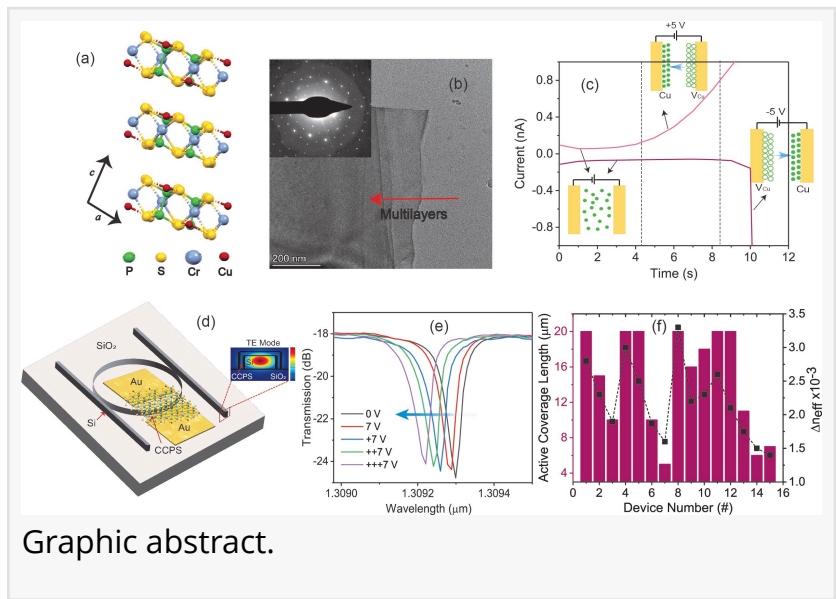 (a)
c
a
P S Cr Cu
(b)
Multilayers
200 nm
(c)
+5 V
Cu
VCu
-5 V
VCu
Cu
Current (nA)
0.8
0.4
0.0
-0.4
-0.8
0 2 4 6 8 10 12
Time (s)
(d)
SiO₂
TE Mode
Si
CCPS SiO₂
Au
Au
Si
CCPS
(e)
Transmission (dB)
-18
-20
-22
-24
-26
0 V
7 V
+7 V
++7 V
+++7 V
1.3090 1.3092 1.3094
Wavelength (μm)
(f)
Active Coverage Length (μm)
20
16
12
8
4
3.5
3.0
2.5
2.0
1.5
1.0
Δneff ×10⁻³
0 2 4 6 8 10 12 14 16
Device Number (#)
Graphic abstract.